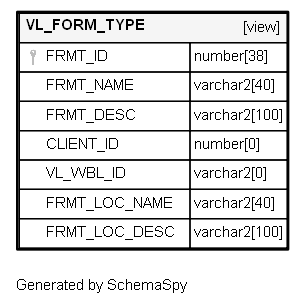 VL_FORM_TYPE [view]
FRMT_ID number[38]
FRMT_NAME varchar2[40]
FRMT_DESC varchar2[100]
CLIENT_ID number[0]
VL_WBL_ID varchar2[0]
FRMT_LOC_NAME varchar2[40]
FRMT_LOC_DESC varchar2[100]
Generated by SchemaSpy